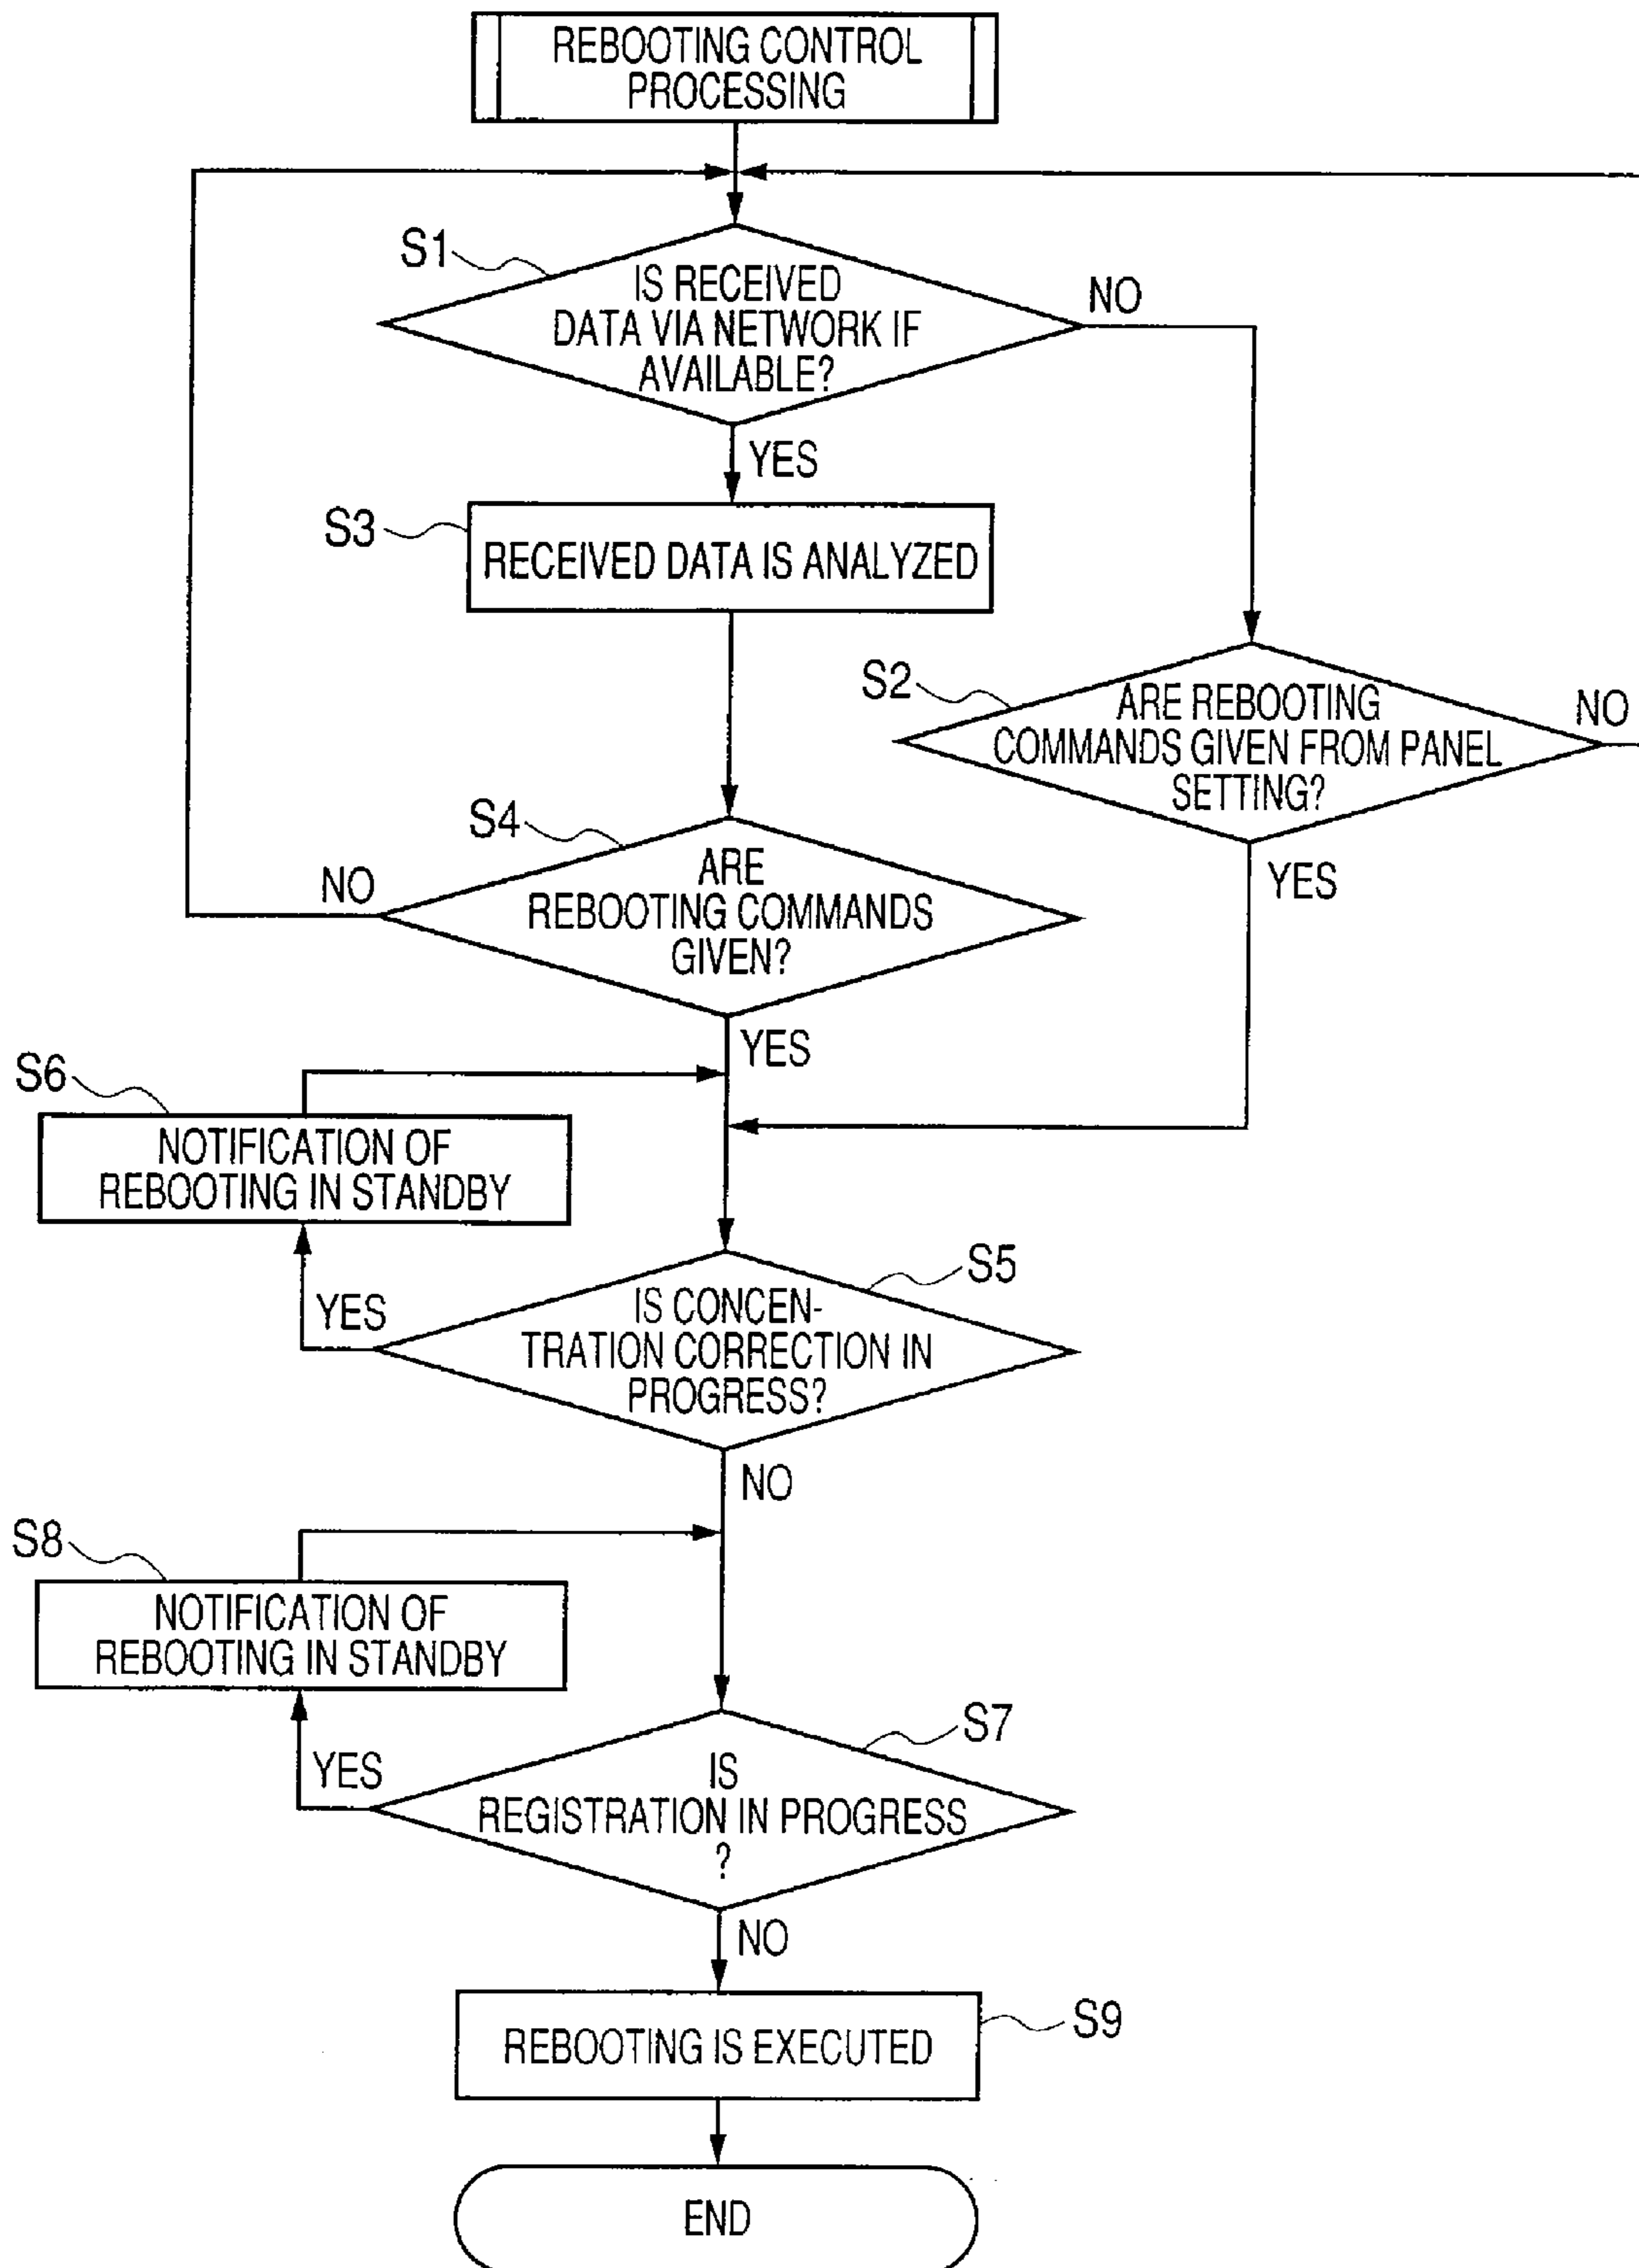 REBOOTING CONTROL
PROCESSING
S1
IS RECEIVED
DATA VIA NETWORK IF
AVAILABLE?
NO
YES
S3
RECEIVED DATA IS ANALYZED
S2
ARE REBOOTING
COMMANDS GIVEN FROM PANEL
SETTING?
NO
YES
S4
ARE
REBOOTING COMMANDS
GIVEN?
NO
YES
S6
NOTIFICATION OF
REBOOTING IN STANDBY
S5
IS CONCEN-
TRATION CORRECTION IN
PROGRESS?
YES
NO
S8
NOTIFICATION OF
REBOOTING IN STANDBY
S7
IS
REGISTRATION IN PROGRESS
?
YES
NO
S9
REBOOTING IS EXECUTED
END